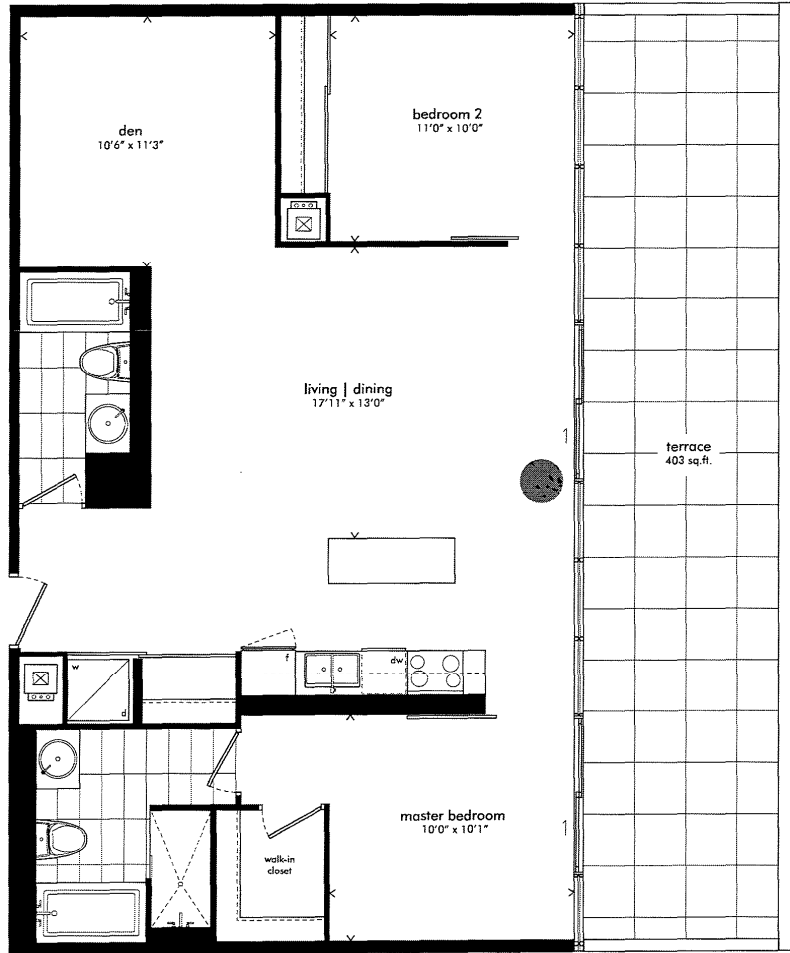 bedroom 2
11'0" x 10'0"
den
10'6" x 11'3"
living | dining
17'11" x 13'0"
1
terrace
403 sq.ft.
w
d
f
dw
master bedroom
10'0" x 10'1"
1
walk-in
closet